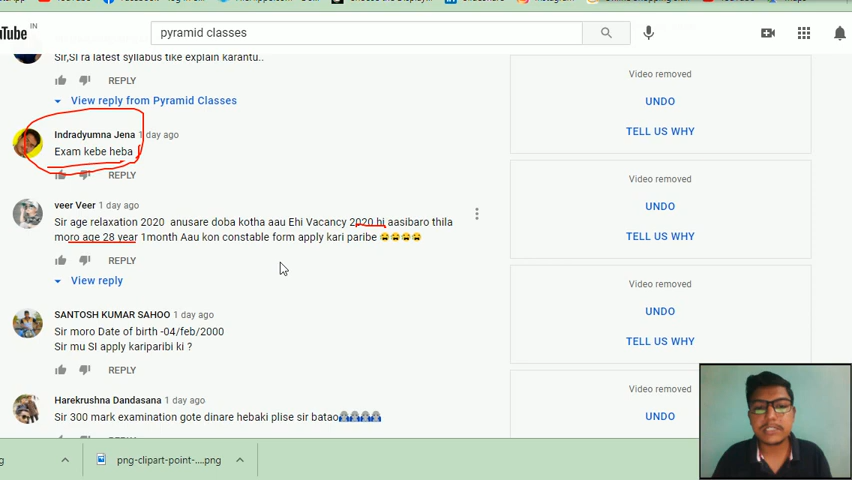 uTube IN
pyramid classes
Sir,SI ra latest syllabus tike explain karantu..
REPLY
View reply from Pyramid Classes
Indradyumna Jena 1 day ago
Exam kebe heba
REPLY
veer Veer 1 day ago
Sir age relaxation 2020 anusare doba kotha aau Ehi Vacancy 2020 hi aasibaro thila
moro age 28 year 1month Aau kon constable form apply kari paribe 😭😭😭😭
REPLY
View reply
SANTOSH KUMAR SAHOO 1 day ago
Sir moro Date of birth -04/feb/2000
Sir mu SI apply kariparibi ki ?
REPLY
Harekrushna Dandasana 1 day ago
Sir 300 mark examination gote dinare hebaki plise sir batao
Video removed
UNDO
TELL US WHY
Video removed
UNDO
TELL US WHY
Video removed
UNDO
TELL US WHY
Video removed
UNDO
png-clipart-point-....png